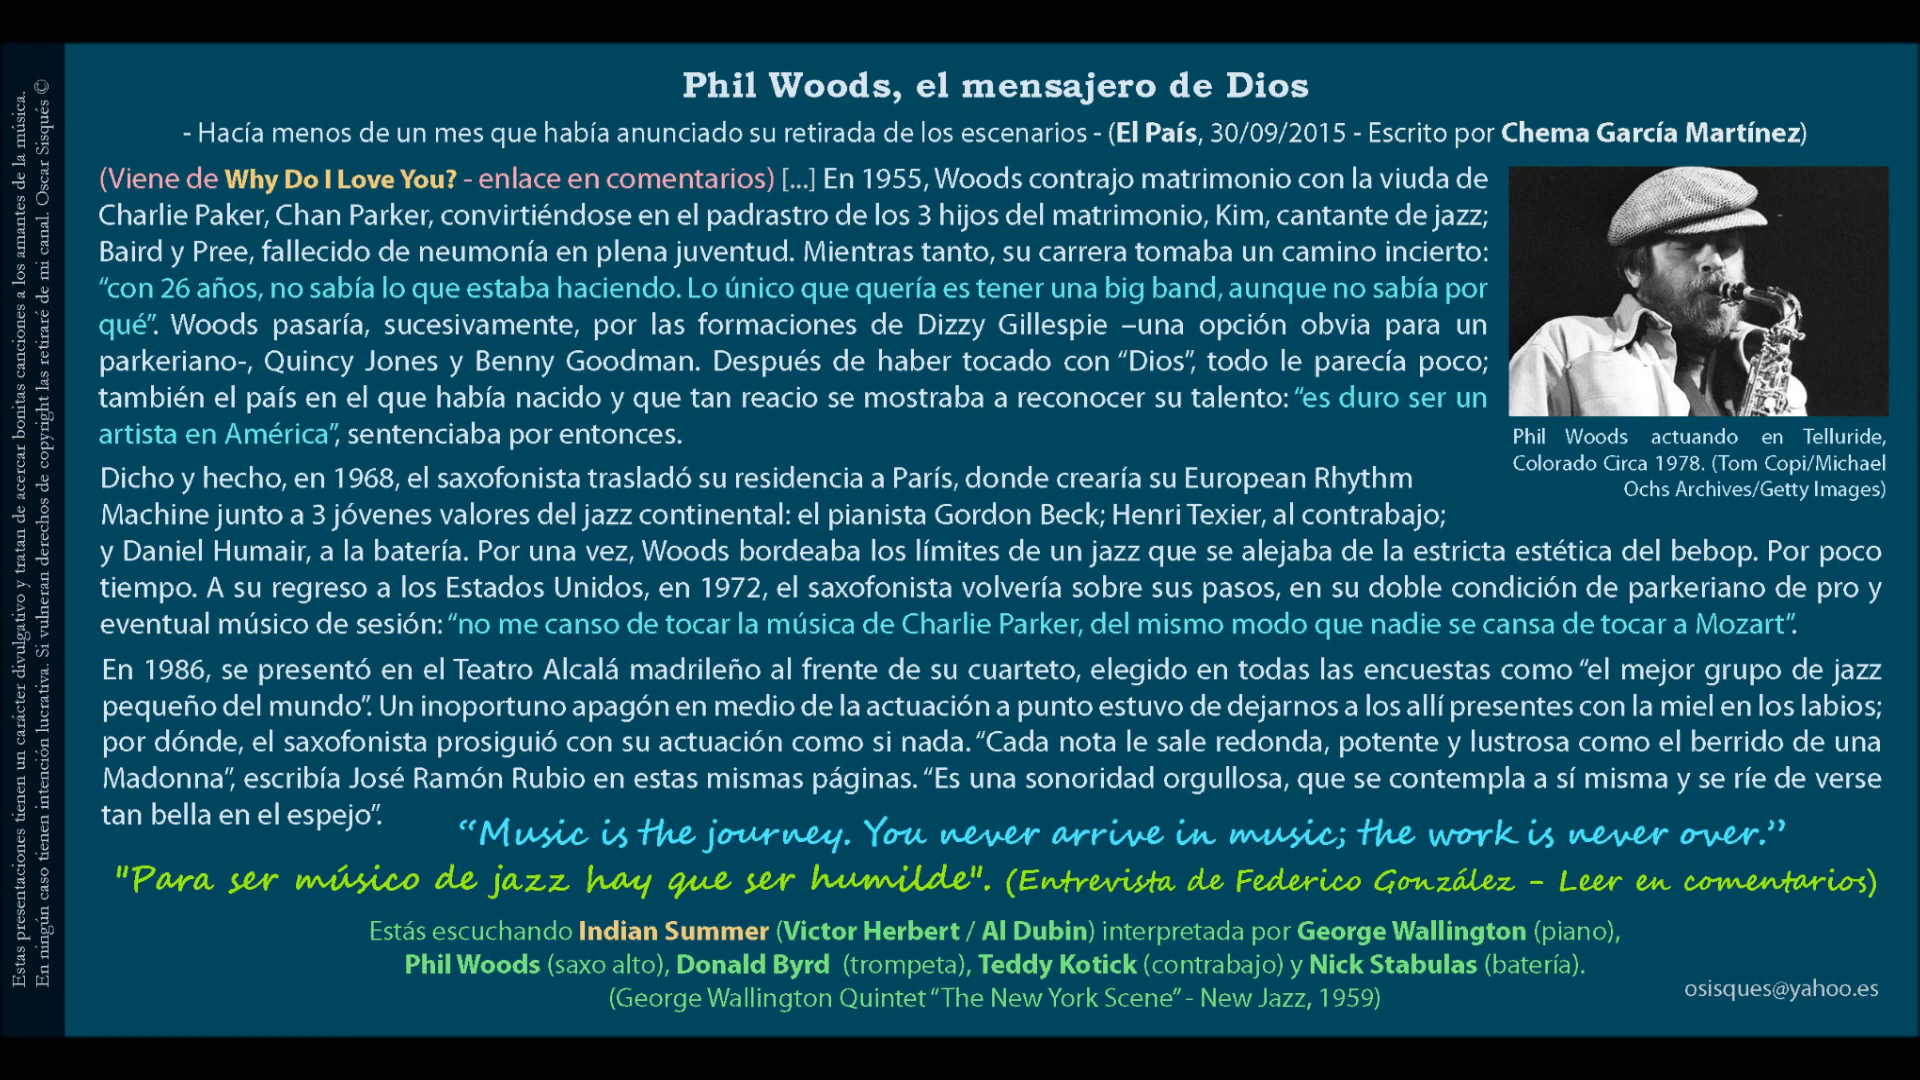 Phil Woods, el mensajero de Dios
- Hacía menos de un mes que había anunciado su retirada de los escenarios - (El País, 30/09/2015 - Escrito por Chema García Martínez)
(Viene de Why Do I Love You? - enlace en comentarios) [...] En 1955, Woods contrajo matrimonio con la viuda de
Charlie Paker, Chan Parker, convirtiéndose en el padrastro de los 3 hijos del matrimonio, Kim, cantante de jazz;
Baird y Pree, fallecido de neumonía en plena juventud. Mientras tanto, su carrera tomaba un camino incierto:
“con 26 años, no sabía lo que estaba haciendo. Lo único que quería es tener una big band, aunque no sabía por
qué”. Woods pasaría, sucesivamente, por las formaciones de Dizzy Gillespie –una opción obvia para un
parkeriano-, Quincy Jones y Benny Goodman. Después de haber tocado con “Dios”, todo le parecía poco;
también el país en el que había nacido y que tan reacio se mostraba a reconocer su talento: “es duro ser un
artista en América”, sentenciaba por entonces.
Phil Woods actuando en Telluride,
Colorado Circa 1978. (Tom Copi/Michael
Ochs Archives/Getty Images)
Dicho y hecho, en 1968, el saxofonista trasladó su residencia a París, donde crearía su European Rhythm
Machine junto a 3 jóvenes valores del jazz continental: el pianista Gordon Beck; Henri Texier, al contrabajo;
y Daniel Humair, a la batería. Por una vez, Woods bordeaba los límites de un jazz que se alejaba de la estricta estética del bebop. Por poco
tiempo. A su regreso a los Estados Unidos, en 1972, el saxofonista volvería sobre sus pasos, en su doble condición de parkeriano de pro y
eventual músico de sesión: “no me canso de tocar la música de Charlie Parker, del mismo modo que nadie se cansa de tocar a Mozart”.
En 1986, se presentó en el Teatro Alcalá madrileño al frente de su cuarteto, elegido en todas las encuestas como “el mejor grupo de jazz
pequeño del mundo”. Un inoportuno apagón en medio de la actuación a punto estuvo de dejarnos a los allí presentes con la miel en los labios;
por dónde, el saxofonista prosiguió con su actuación como si nada. “Cada nota le sale redonda, potente y lustrosa como el berrido de una
Madonna”, escribía José Ramón Rubio en estas mismas páginas. “Es una sonoridad orgullosa, que se contempla a sí misma y se ríe de verse
tan bella en el espejo”.
“Music is the journey. You never arrive in music; the work is never over.”
"Para ser músico de jazz hay que ser humilde". (Entrevista de Federico González - Leer en comentarios)
Estás escuchando Indian Summer (Victor Herbert / Al Dubin) interpretada por George Wallington (piano),
Phil Woods (saxo alto), Donald Byrd (trompeta), Teddy Kotick (contrabajo) y Nick Stabulas (batería).
(George Wallington Quintet “The New York Scene” - New Jazz, 1959)
osisques@yahoo.es
Estas presentaciones tienen un carácter divulgativo y tratan de acercar bonitas canciones a los amantes de la música.
En ningún caso tienen intención lucrativa. Si vulneran derechos de copyright las retiraré de mi canal. Oscar Sisqués ©